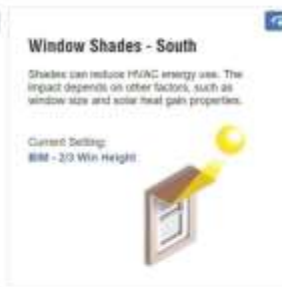 Window Shades - South
Shades can reduce HVAC energy use. The
impact depends on other factors, such as
window size and solar heat gain properties.
Current Setting:
BIM - 2/3 Win Height